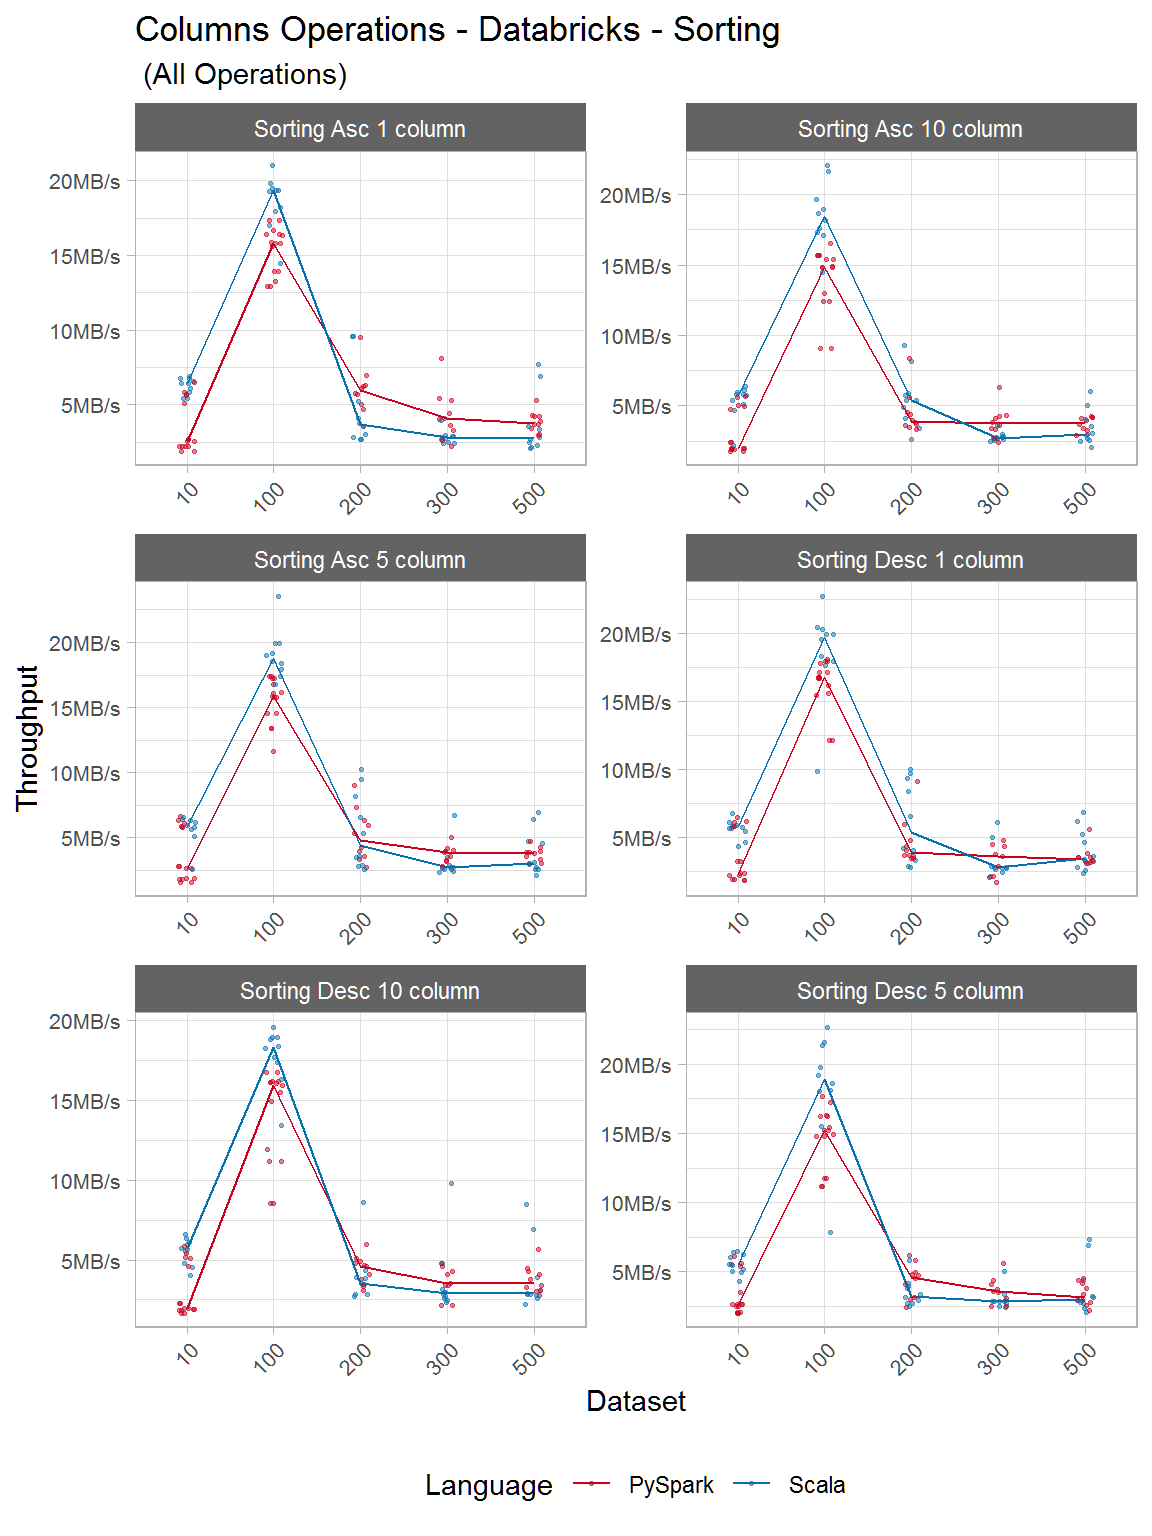 Columns Operations - Databricks - Sorting
(All Operations)
Sorting Asc 1 column
Sorting Asc 10 column
20MB/s
15MB/s
10MB/s
5MB/s
20MB/s
15MB/s
10MB/s
5MB/s
10
100
200
300
500
10
100
200
300
500
Sorting Asc 5 column
Sorting Desc 1 column
20MB/s
15MB/s
10MB/s
5MB/s
20MB/s
15MB/s
10MB/s
5MB/s
10
100
200
300
500
10
100
200
300
500
Throughput
Sorting Desc 10 column
Sorting Desc 5 column
20MB/s
15MB/s
10MB/s
5MB/s
20MB/s
15MB/s
10MB/s
5MB/s
10
100
200
300
500
10
100
200
300
500
Dataset
Language PySpark Scala